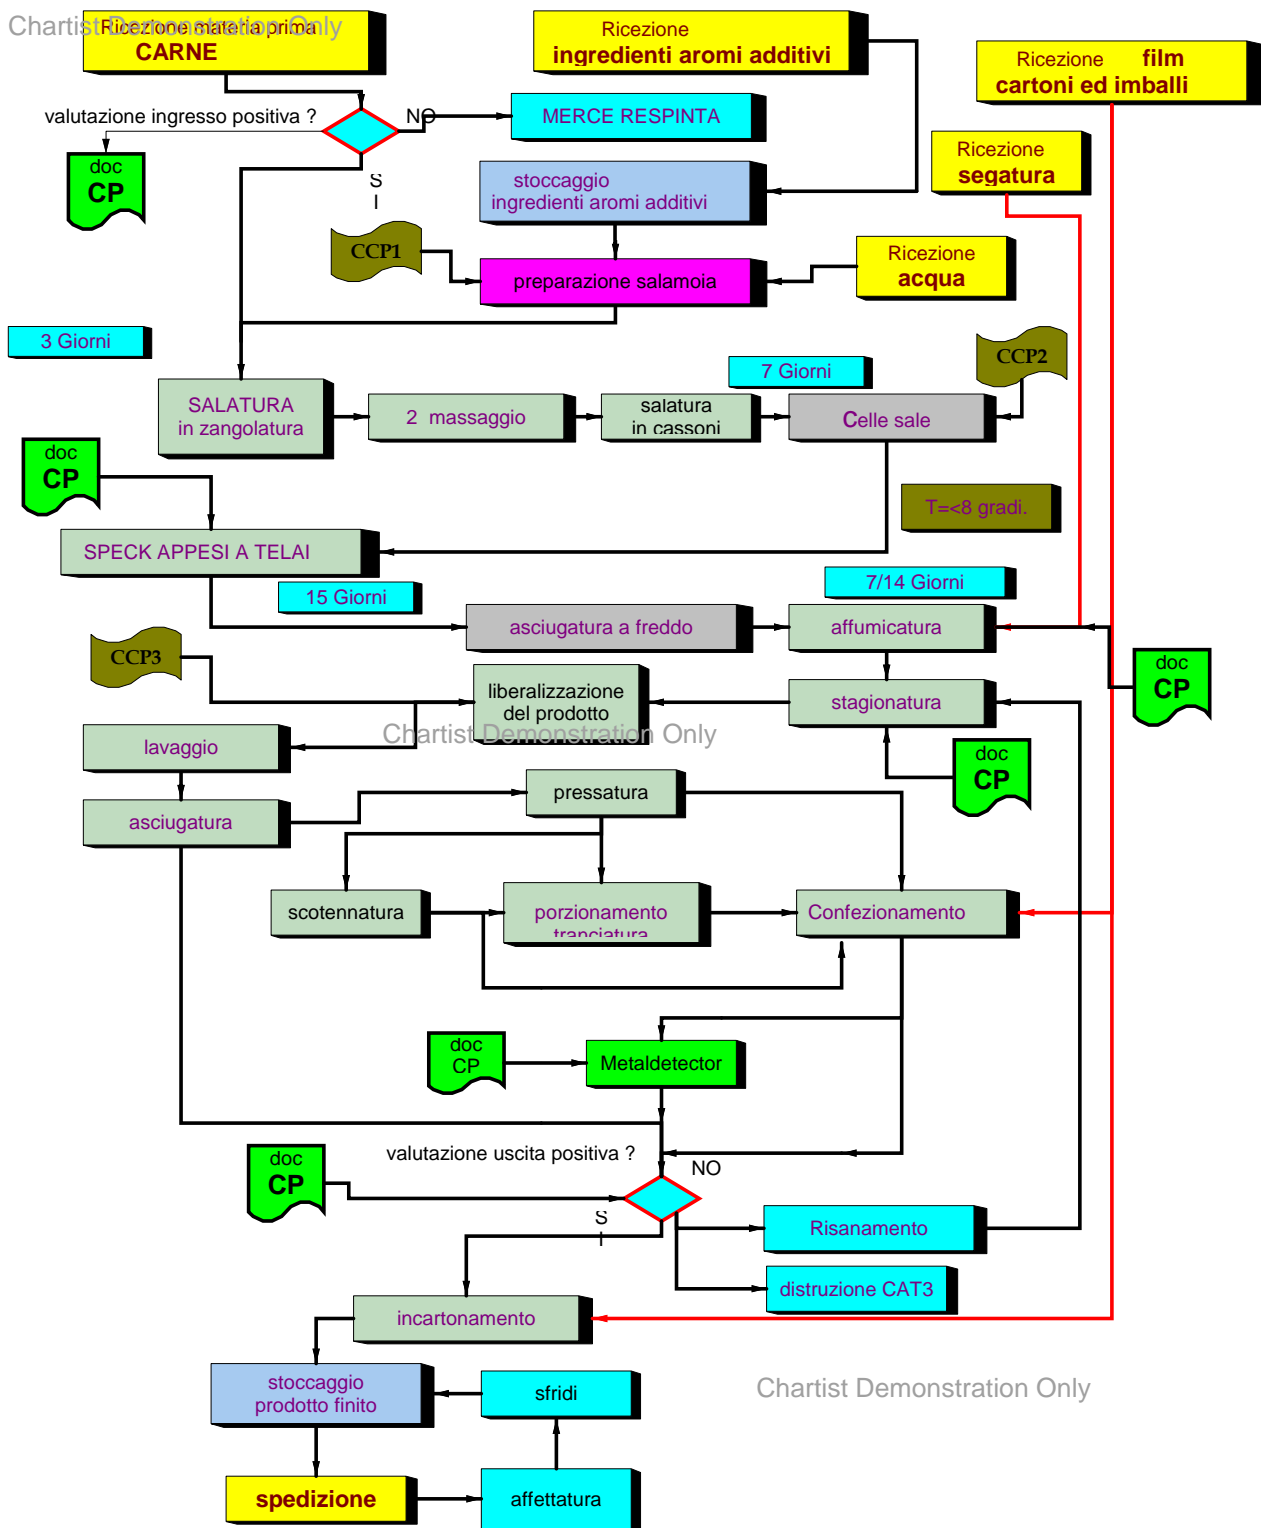 Chartist Demonstration Only
Ricezione materia prima
CARNE
Ricezione
ingredienti aromi additivi
Ricezione film
cartoni ed imballi
valutazione ingresso positiva ?
NO
MERCE RESPINTA
doc
CP
Ricezione
segatura
S
I
stoccaggio
ingredienti aromi additivi
CCP1
preparazione salamoia
Ricezione
acqua
3 Giorni
7 Giorni
CCP2
SALATURA
in zangolatura
2 massaggio
salatura
in cassoni
Celle sale
doc
CP
T=<8 gradi.
SPECK APPESI A TELAI
15 Giorni
7/14 Giorni
asciugatura a freddo
affumicatura
CCP3
doc
CP
liberalizzazione
del prodotto
stagionatura
Chartist Demonstration Only
lavaggio
doc
CP
pressatura
asciugatura
scotennatura
porzionamento
tranciatura
Confezionamento
doc
CP
Metaldetector
valutazione uscita positiva ?
NO
doc
CP
S
I
Risanamento
distruzione CAT3
incartonamento
stoccaggio
prodotto finito
sfridi
Chartist Demonstration Only
spedizione
affettatura